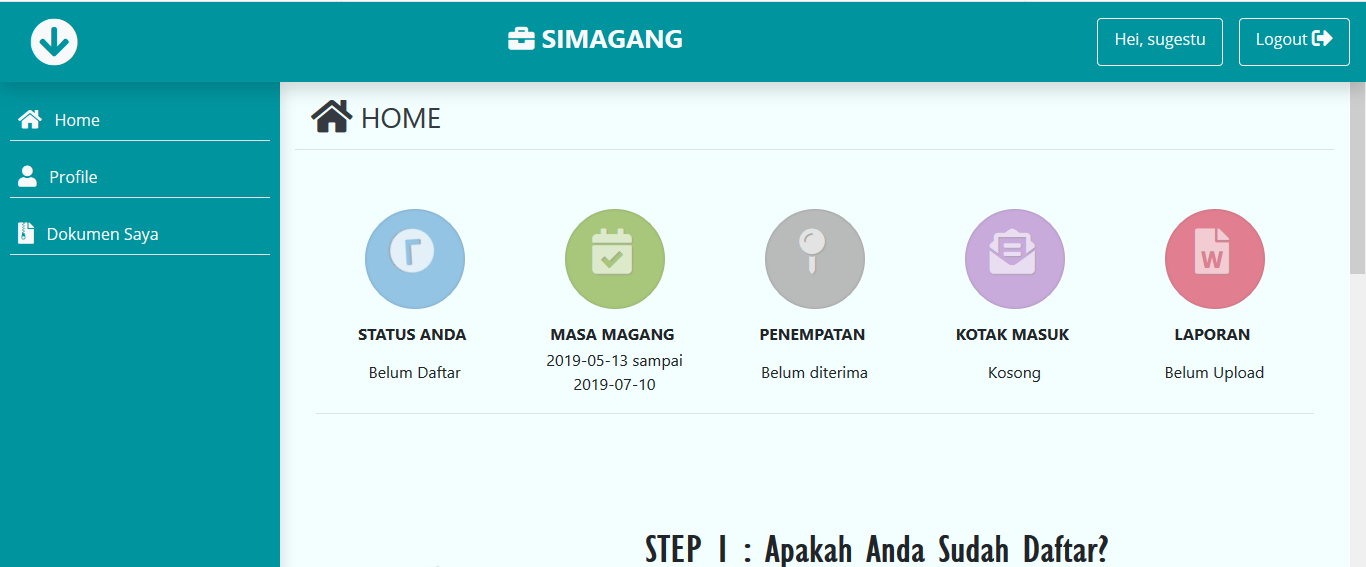 SIMAGANG
Hei, sugestu
Logout
Home
Profile
Dokumen Saya
HOME
W
STATUS ANDA
Belum Daftar
MASA MAGANG
2019-05-13 sampai
2019-07-10
PENEMPATAN
Belum diterima
KOTAK MASUK
Kosong
LAPORAN
Belum Upload
STEP 1 : Apakah Anda Sudah Daftar?